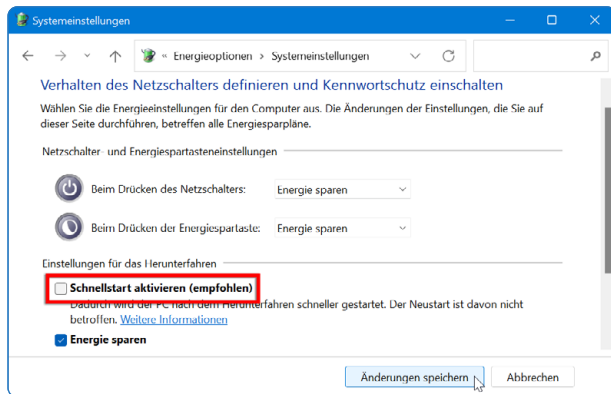 Systemeinstellungen
« Energieoptionen > Systemeinstellungen
Verhalten des Netzschalters definieren und Kennwortschutz einschalten
Wählen Sie die Energieeinstellungen für den Computer aus. Die Änderungen der Einstellungen, die Sie auf
dieser Seite durchführen, betreffen alle Energiesparpläne.
Netzschalter- und Energiespartasteneinstellungen
Beim Drücken des Netzschalters: Energie sparen
Beim Drücken der Energiespartaste: Energie sparen
Einstellungen für das Herunterfahren
Schnellstart aktivieren (empfohlen)
Dadurch wird der PC nach dem Herunterfahren schneller gestartet. Der Neustart ist davon nicht
betroffen. Weitere Informationen
Energie sparen
Änderungen speichern Abbrechen